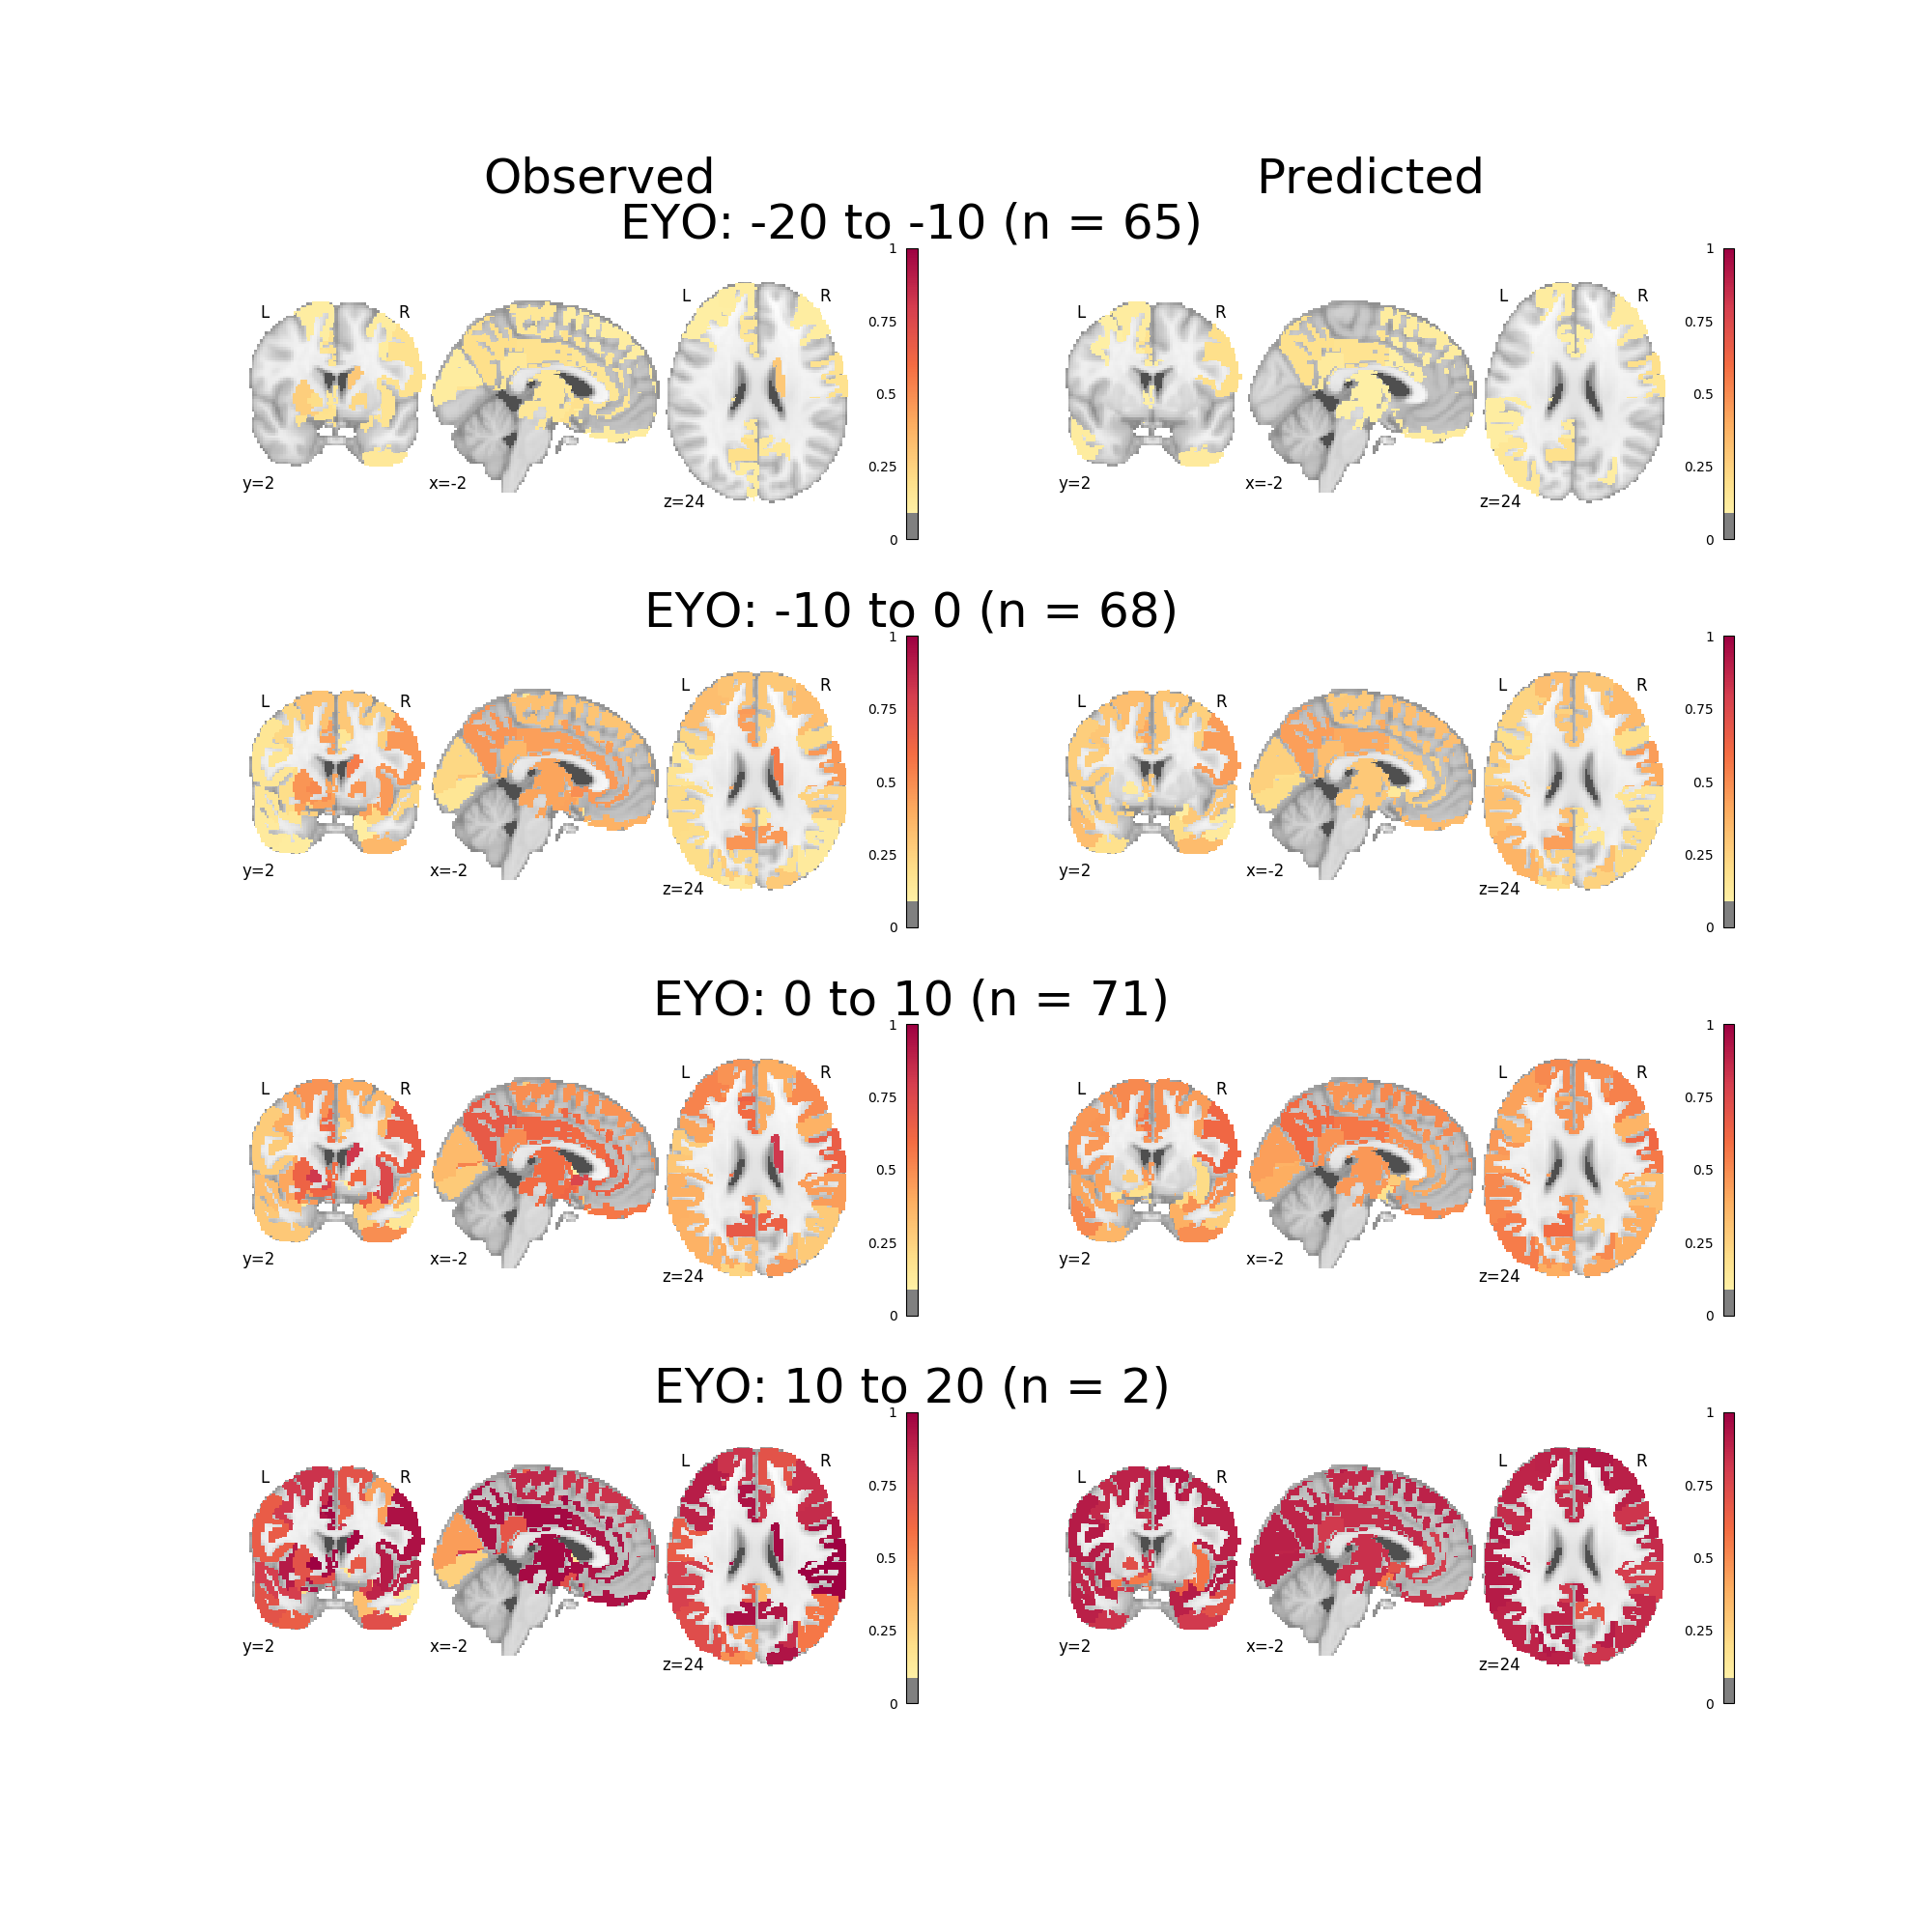 Observed Predicted
EYO: -20 to -10 (n = 65)
L R L R 1 L R L R 1
0.75 0.75
0.5 0.5
0.25 0.25
y=2 x=-2 z=24 y=2 x=-2 z=24
0 0
EYO: -10 to 0 (n = 68)
L R L R 1 L R L R 1
0.75 0.75
0.5 0.5
0.25 0.25
y=2 x=-2 z=24 y=2 x=-2 z=24
0 0
EYO: 0 to 10 (n = 71)
L R L R 1 L R L R 1
0.75 0.75
0.5 0.5
0.25 0.25
y=2 x=-2 z=24 y=2 x=-2 z=24
0 0
EYO: 10 to 20 (n = 2)
L R L R 1 L R L R 1
0.75 0.75
0.5 0.5
0.25 0.25
y=2 x=-2 z=24 y=2 x=-2 z=24
0 0